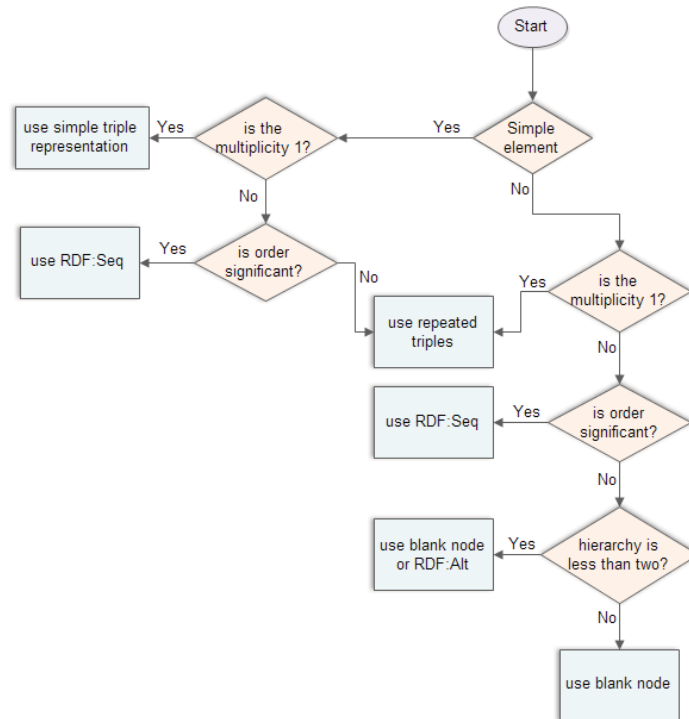 Start
Simple
element
Yes
is the
multiplicity 1?
Yes
use simple triple
representation
No
No
is order
significant?
Yes
use RDF:Seq
No
is the
multiplicity 1?
Yes
use repeated
triples
No
is order
significant?
Yes
use RDF:Seq
No
hierarchy is
less than two?
Yes
use blank node
or RDF:Alt
No
use blank node